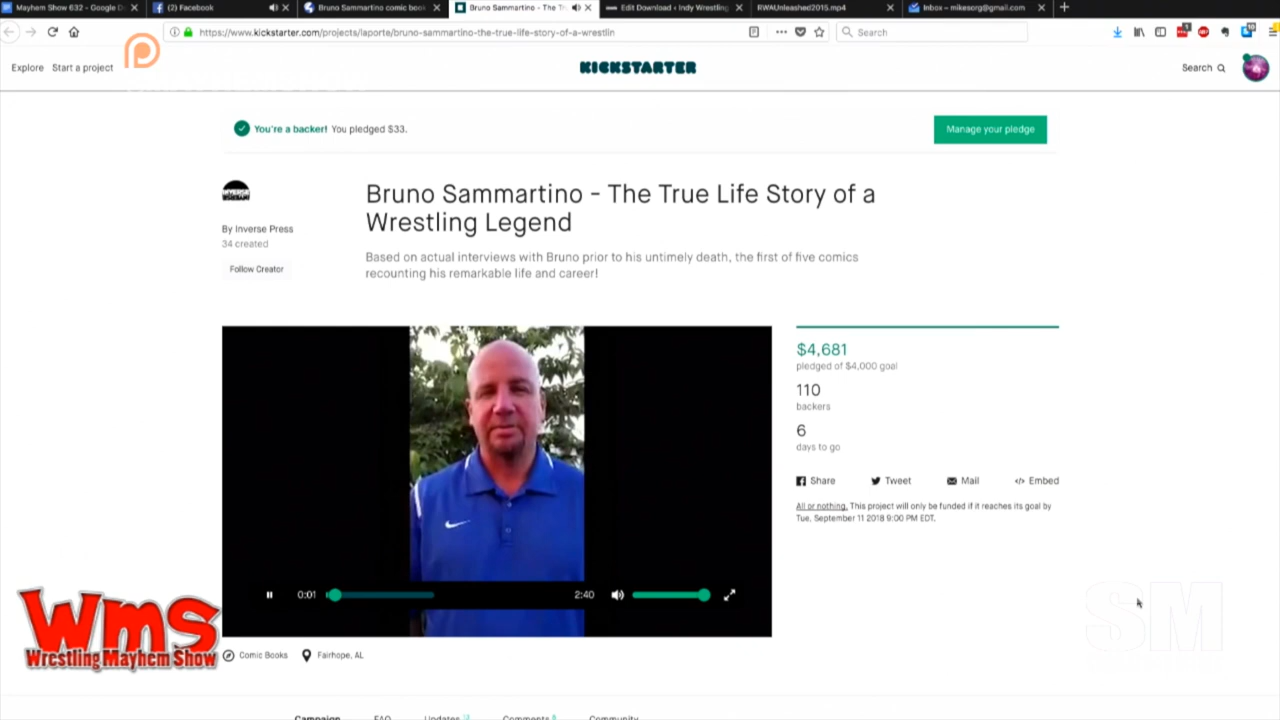 Mayhem Show 632 - Google D
(2) Facebook
Bruno Sammartino comic book
Bruno Sammartino - The Tr
Edit Download ‹ Indy Wrestling
RWAUnleashed2015.mp4
Inbox – mikesorg@gmail.com
https://www.kickstarter.com/projects/laporte/bruno-sammartino-the-true-life-story-of-a-wrestlin
Search
Explore
Start a project
KICKSTARTER
Search
You're a backer! You pledged $33.
Manage your pledge
Bruno Sammartino - The True Life Story of a
Wrestling Legend
By Inverse Press
34 created
Follow Creator
Based on actual interviews with Bruno prior to his untimely death, the first of five comics
recounting his remarkable life and career!
$4,681
pledged of $4,000 goal
110
backers
6
days to go
Share
Tweet
Mail
Embed
All or nothing. This project will only be funded if it reaches its goal by
Tue, September 11 2018 9:00 PM EDT.
0:01
2:40
WMS
Wrestling Mayhem Show
SM
Comic Books
Fairhope, AL
Campaign
FAQ
Updates
Comments
Community